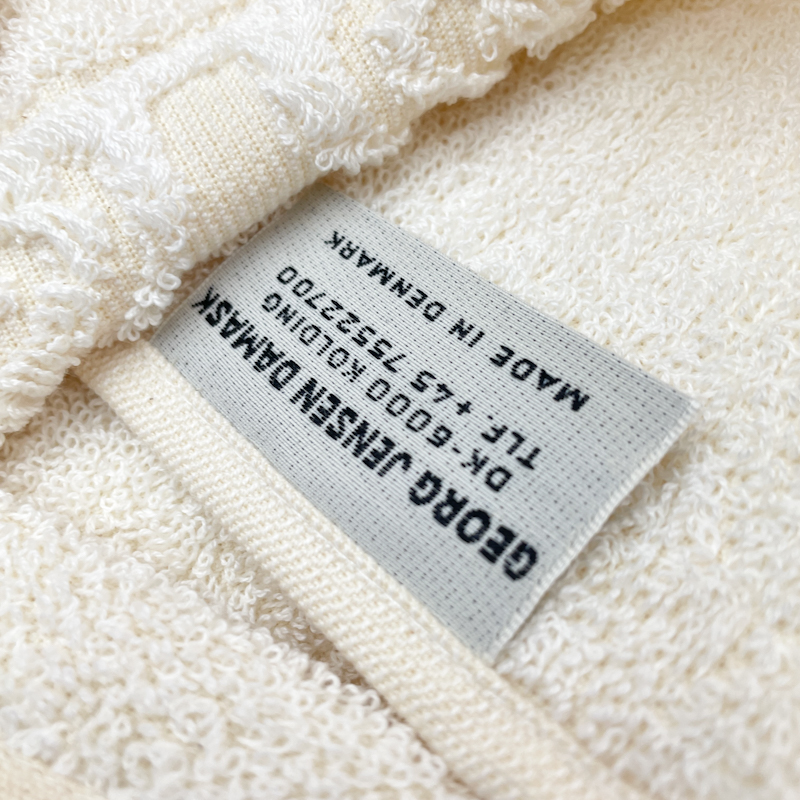 GEORG JENSEN DAMASK
DK-6000 KOLDING
TLF. +45 75522700
MADE IN DENMARK